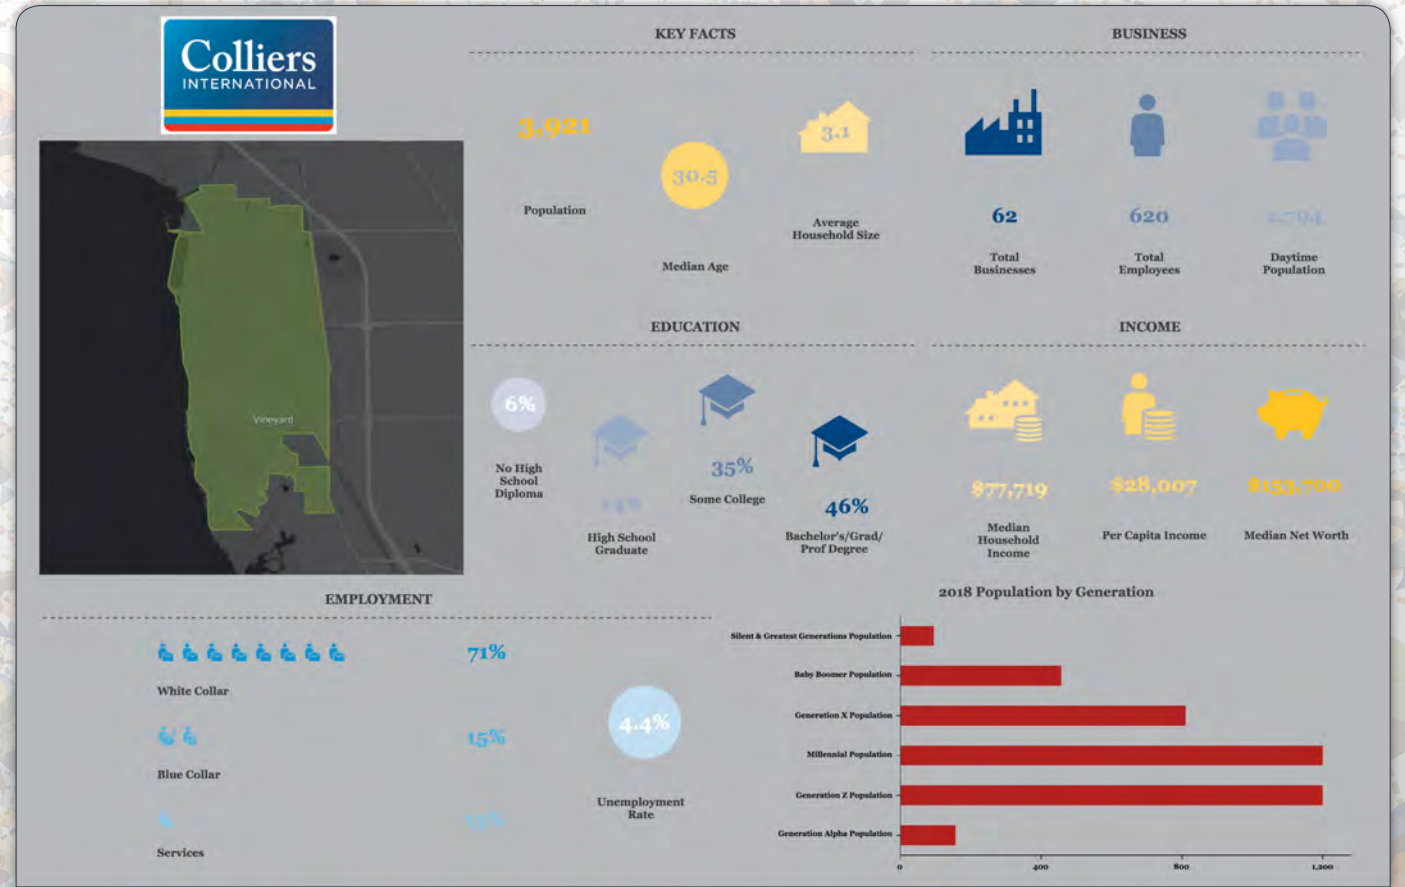 Colliers
INTERNATIONAL
Vineyard
KEY FACTS
3,921
Population
30.5
Median Age
3.1
Average
Household Size
BUSINESS
62
Total
Businesses
620
Total
Employees
Daytime
Population
EDUCATION
6%
No High
School
Diploma
High School
Graduate
35%
Some College
46%
Bachelor's/Grad/
Prof Degree
INCOME
$77,719
Median
Household
Income
$28,007
Per Capita Income
$153,700
Median Net Worth
EMPLOYMENT
71%
White Collar
15%
Blue Collar
Services
4.4%
Unemployment
Rate
2018 Population by Generation
Silent & Greatest Generations Population
Baby Boomer Population
Generation X Population
Millennial Population
Generation Z Population
Generation Alpha Population
0 400 800 1,200